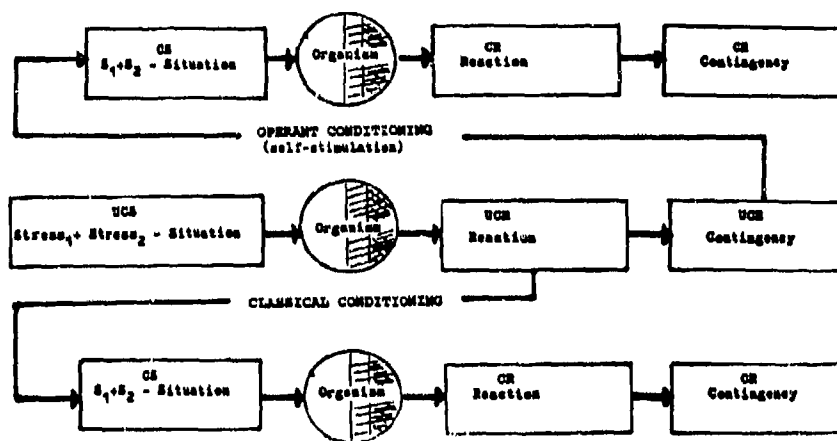 CS
S₁+S₂ - Situation
Organism
CR
Reaction
CR
Contingency
OPERANT CONDITIONING
(self-stimulation)
UCS
Stress₁+ Stress₂ - Situation
Organism
UCR
Reaction
UCR
Contingency
CLASSICAL CONDITIONING
CS
S₁+S₂ - Situation
Organism
CR
Reaction
CR
Contingency